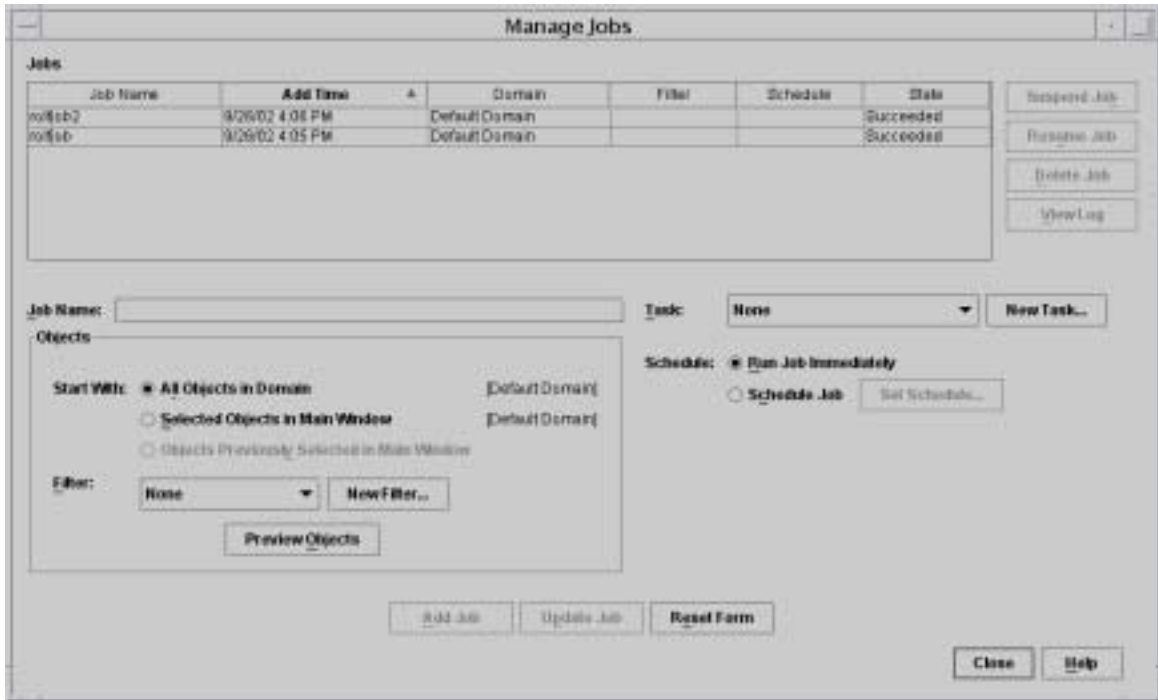 Manage Jobs
Jobs
Job Name Add Time Domain Filter Schedule State
9/26/02 4:06 PM Default Domain Succeeded
9/26/02 4:05 PM Default Domain Succeeded
Suspend Job
Resume Job
Delete Job
View Log
Job Name:
Task: None New Task...
Objects
Start With: All Objects in Domain [Default Domain]
Selected Objects in Main Window [Default Domain]
Objects Previously Selected in Main Window
Filter: None New Filter...
Preview Objects
Schedule: Run Job Immediately
Schedule Job Set Schedule...
Add Job Update Job Reset Form
Close Help